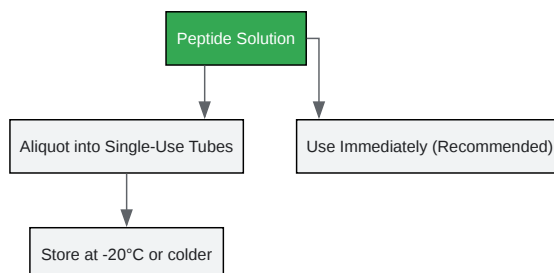 Peptide Solution
Aliquot into Single-Use Tubes
Use Immediately (Recommended)
Store at -20°C or colder